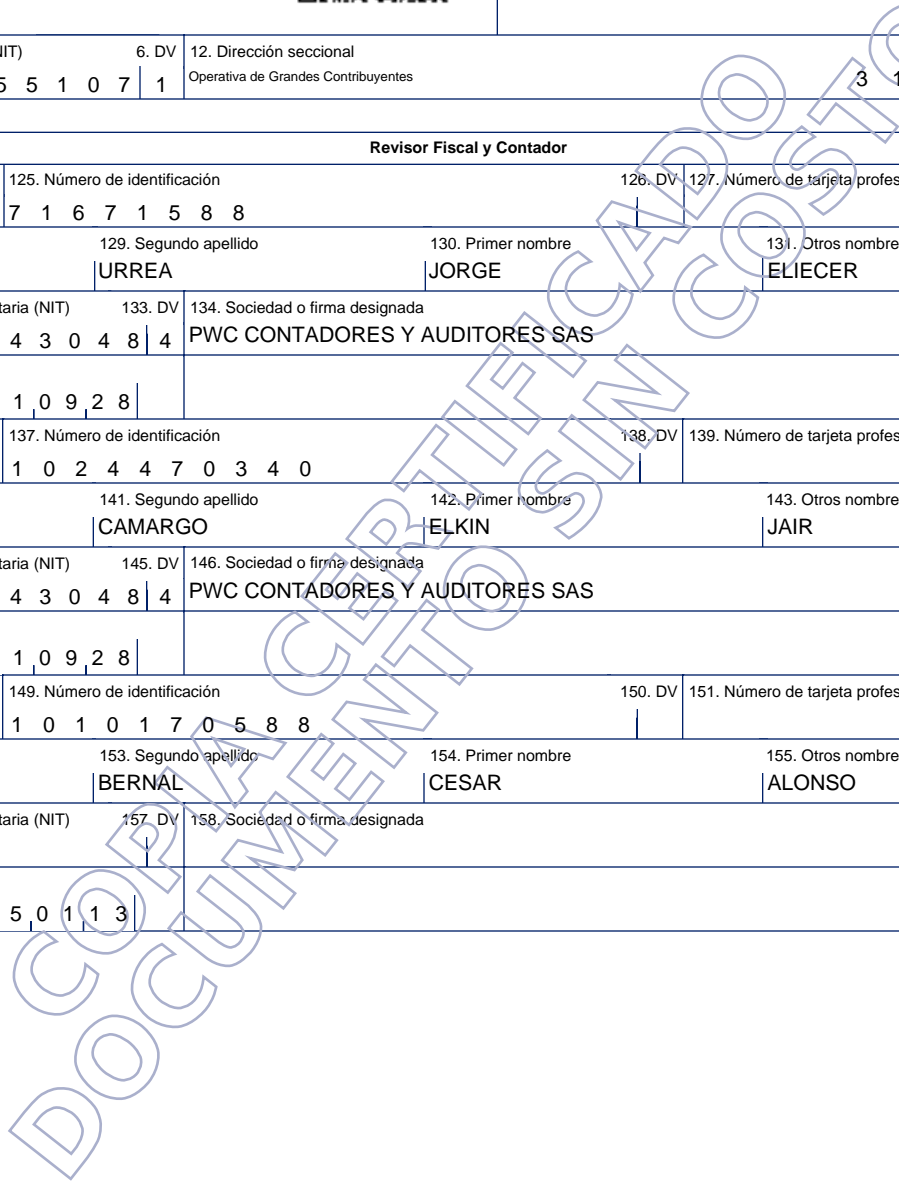 6. DV 12. Dirección seccional
5 1 0 7 1 Operativa de Grandes Contribuyentes 3 1
Revisor Fiscal y Contador
125. Número de identificación 126. DV 127. Número de tarjeta
7 1 6 7 1 5 8 8
129. Segundo apellido 130. Primer nombre 131. Otros nombre
URREA JORGE ELIECER
(NIT) 133. DV 134. Sociedad o firma designada
4 3 0 4 8 4 PWC CONTADORES Y AUDITORES SAS
1 0 9 2 8
137. Número de identificación 138. DV 139. Número de tarjeta
1 0 2 4 4 7 0 3 4 0
141. Segundo apellido 142. Primer nombre 143. Otros nombre
CAMARGO ELKIN JAIR
(NIT) 145. DV 146. Sociedad o firma designada
4 3 0 4 8 4 PWC CONTADORES Y AUDITORES SAS
1 0 9 2 8
149. Número de identificación 150. DV 151. Número de tarjeta
1 0 1 0 1 7 0 5 8 8
153. Segundo apellido 154. Primer nombre 155. Otros nombre
BERNAL CESAR ALONSO
(NIT) 157. DV 158. Sociedad o firma designada
5 0 1 1 3
COPIA CERTIFICADO
DOCUMENTO SIN COSTO